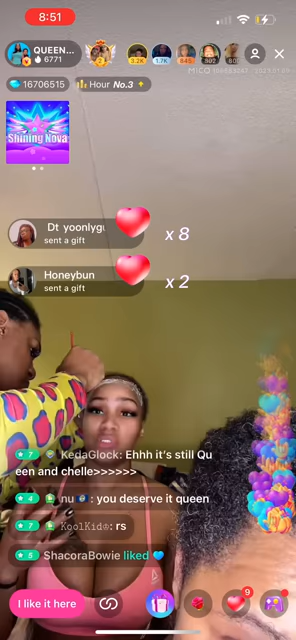 8:51
QUEEN...
6771
3.2K
1.7K
845
802
MICO
16706515
Hour No.3
Shining Nova
Dt yoonlygu
sent a gift
x 8
Honeybun
sent a gift
x 2
7 KedaGlock: Ehhh it's still Qu
een and chelle>>>>>>
4 nu : you deserve it queen
7 KoolKid : rs
5 ShacoraBowie liked
I like it here
9